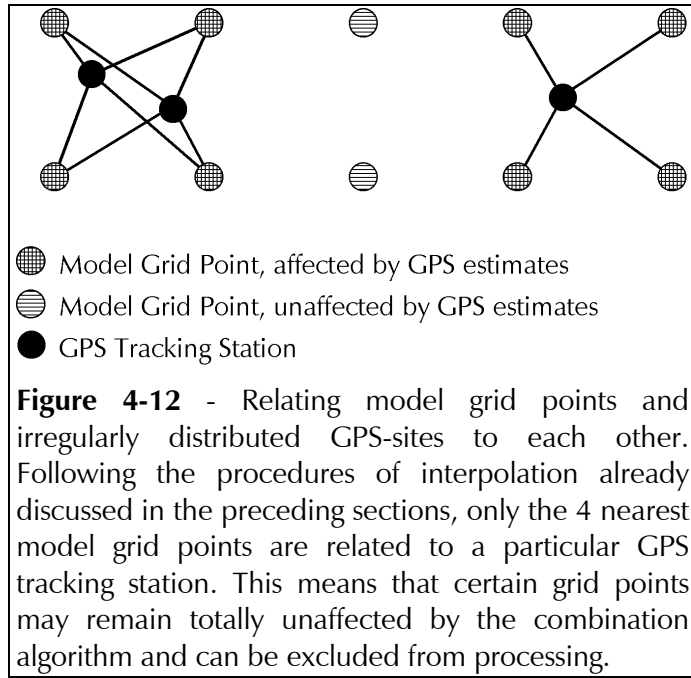 Model Grid Point, affected by GPS estimates
Model Grid Point, unaffected by GPS estimates
GPS Tracking Station
Figure 4-12 - Relating model grid points and
irregularly distributed GPS-sites to each other.
Following the procedures of interpolation already
discussed in the preceding sections, only the 4 nearest
model grid points are related to a particular GPS
tracking station. This means that certain grid points
may remain totally unaffected by the combination
algorithm and can be excluded from processing.